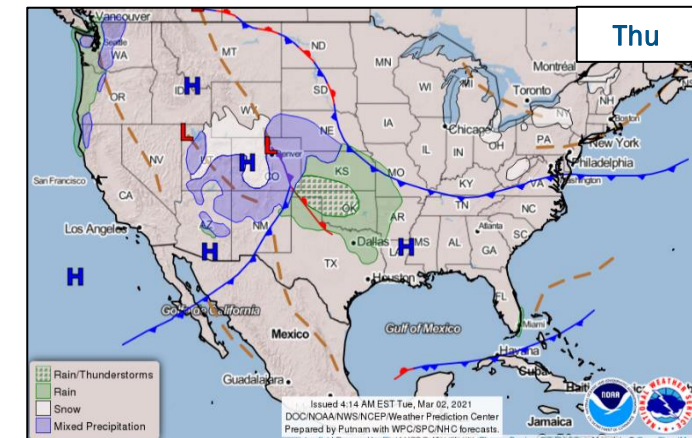 Thu
Vancouver
Seattle
WA
MT
ND
MN
Montréal
OR
ID
SD
WI
MI
Toronto
NH
H
WY
NY
Boston
L
L
NE
IA
Chicago
PA
New York
NV
UT
H
Denver
IL
IN
OH
Philadelphia
San Francisco
CO
KS
MO
KY
VA
Washington
CA
OK
TN
NC
Los Angeles
AZ
NM
AR
Atlanta
SC
H
Dallas
LA
H
MS
AL
GA
H
TX
Houston
FL
Golfo de California
Mexico
Gulf of Mexico
Miami
Havana
Cuba
Guadalajara
Jamaica
Rain/Thunderstorms
Rain
Snow
Mixed Precipitation
Issued 4:14 AM EST Tue, Mar 02, 2021
DOC/NOAA/NWS/NCEP/Weather Prediction Center
Prepared by Putnam with WPC/SPC/NHC forecasts.
NOAA